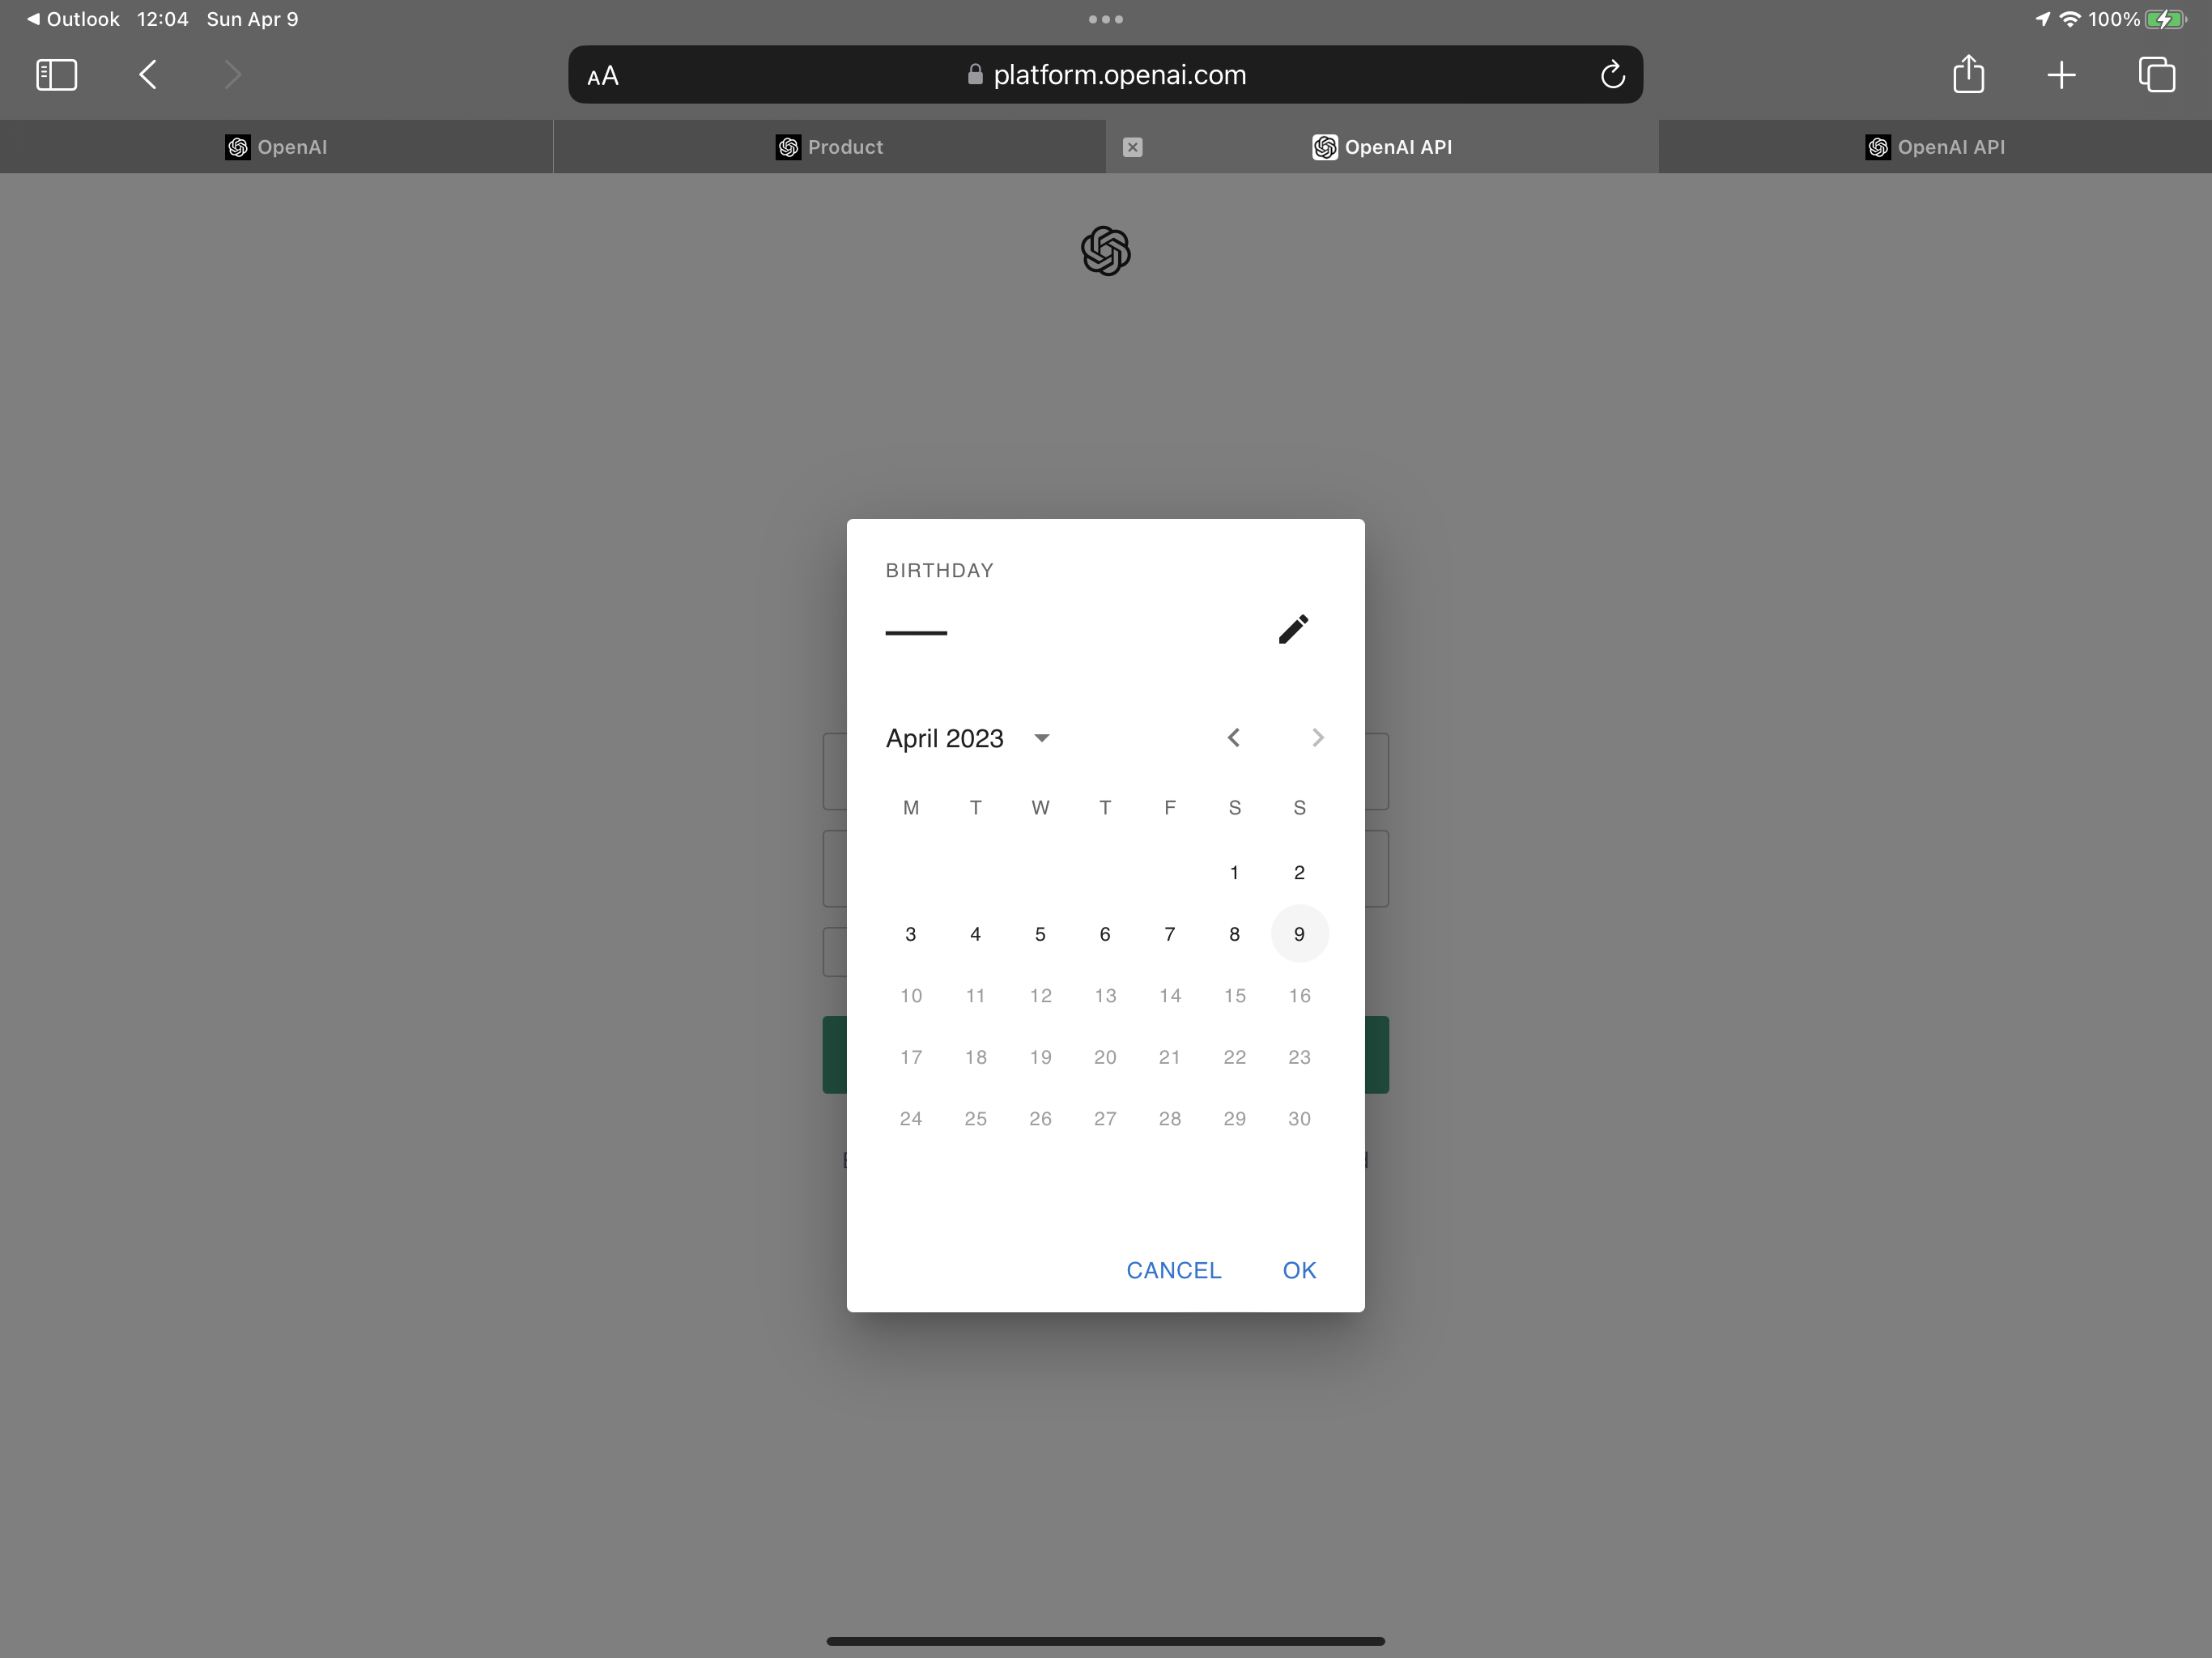 Outlook 12:04 Sun Apr 9 100%
AA platform.openai.com
OpenAI Product OpenAI API OpenAI API
BIRTHDAY
April 2023
M T W T F S S
1 2
3 4 5 6 7 8 9
10 11 12 13 14 15 16
17 18 19 20 21 22 23
24 25 26 27 28 29 30
CANCEL OK